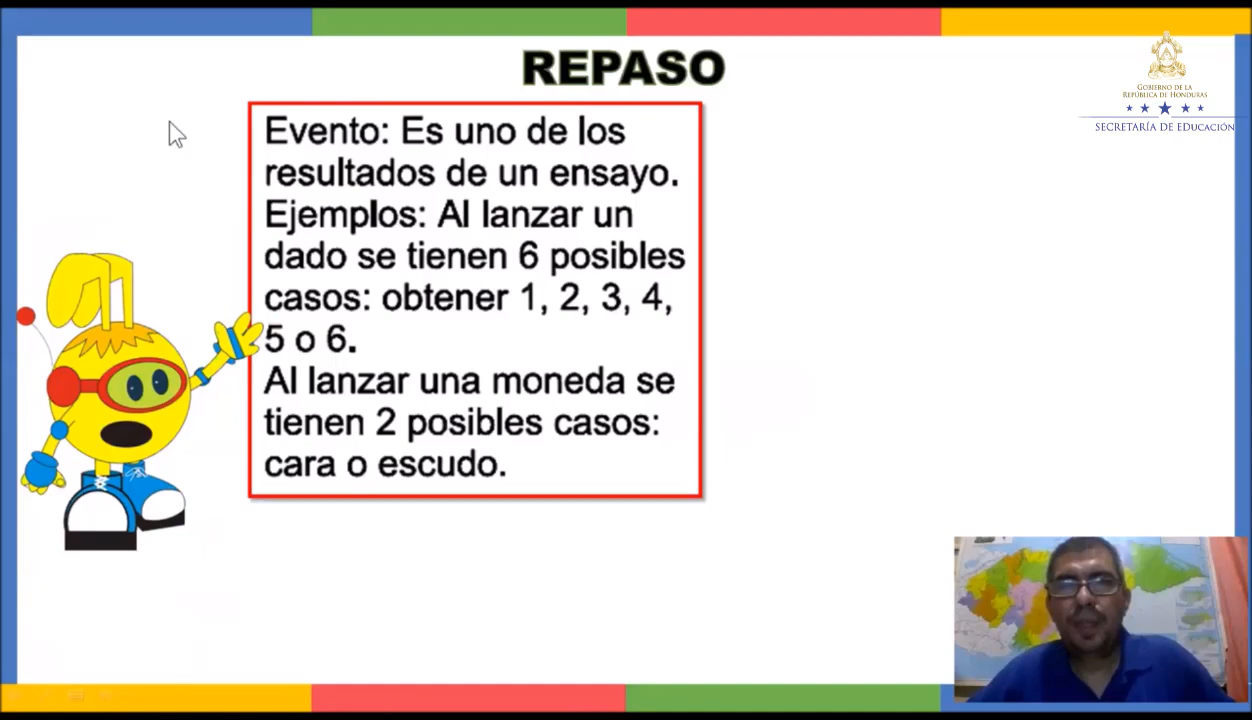 REPASO
GOBIERNO DE LA
REPÚBLICA DE HONDURAS
SECRETARÍA DE EDUCACIÓN
Evento: Es uno de los
resultados de un ensayo.
Ejemplos: Al lanzar un
dado se tienen 6 posibles
casos: obtener 1, 2, 3, 4,
5 o 6.
Al lanzar una moneda se
tienen 2 posibles casos:
cara o escudo.